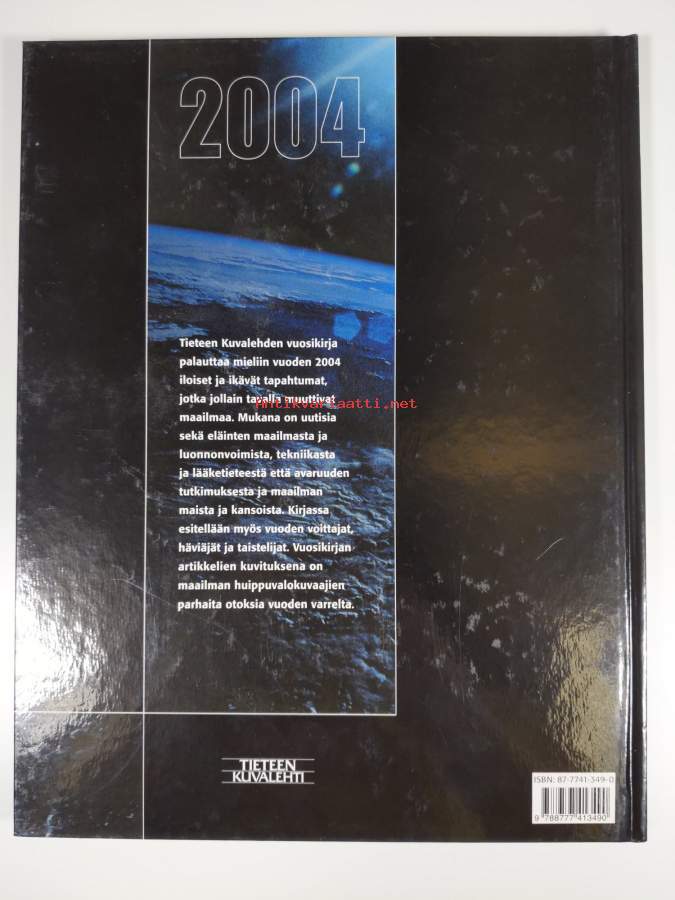 2004
Tieteen Kuvalehden vuosikirja
palauttaa mieliin vuoden 2004
iloiset ja ikävät tapahtumat,
jotka jollain tavalla muuttivat
Antikvariaatti.net
maailmaa. Mukana on uutisia
sekä eläinten maailmasta ja
luonnonvoimista, tekniikasta
ja lääketieteestä että avaruuden
tutkimuksesta ja maailman
maista ja kansoista. Kirjassa
esitellään myös vuoden voittajat,
häviäjät ja taistelijat. Vuosikirjan
artikkelien kuvituksena on
maailman huippuvalokuvaajien
parhaita otoksia vuoden varrelta.
TIETEEN
KUVALEHTI
ISBN: 87-7741-349-0
9 788777 413490